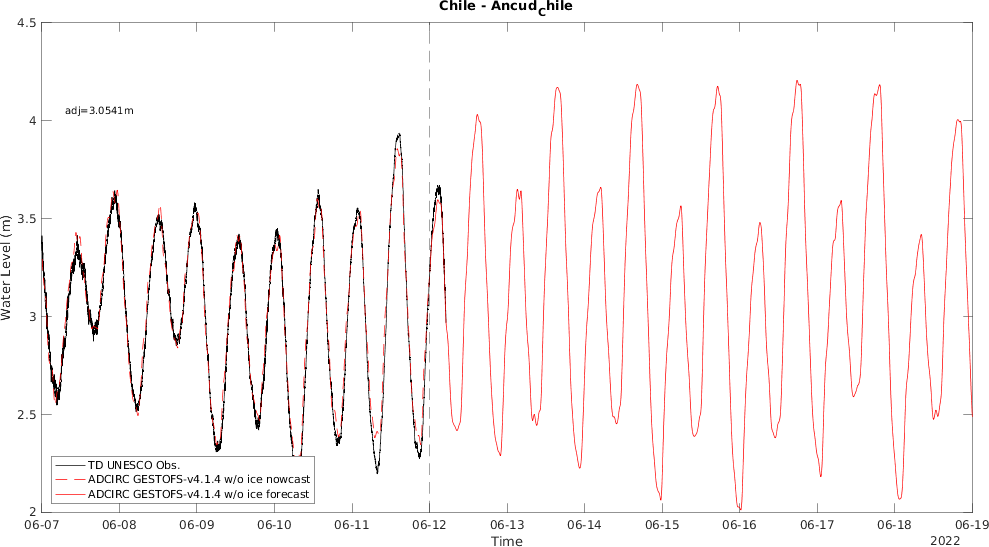 Chile - Ancud_Chile
4.5
4
3.5
3
2.5
2
Water Level (m)
adj=3.0541m
TD UNESCO Obs.
ADCIRC GESTOFS-v4.1.4 w/o ice nowcast
ADCIRC GESTOFS-v4.1.4 w/o ice forecast
06-07 06-08 06-09 06-10 06-11 06-12 06-13 06-14 06-15 06-16 06-17 06-18 06-19
Time
2022